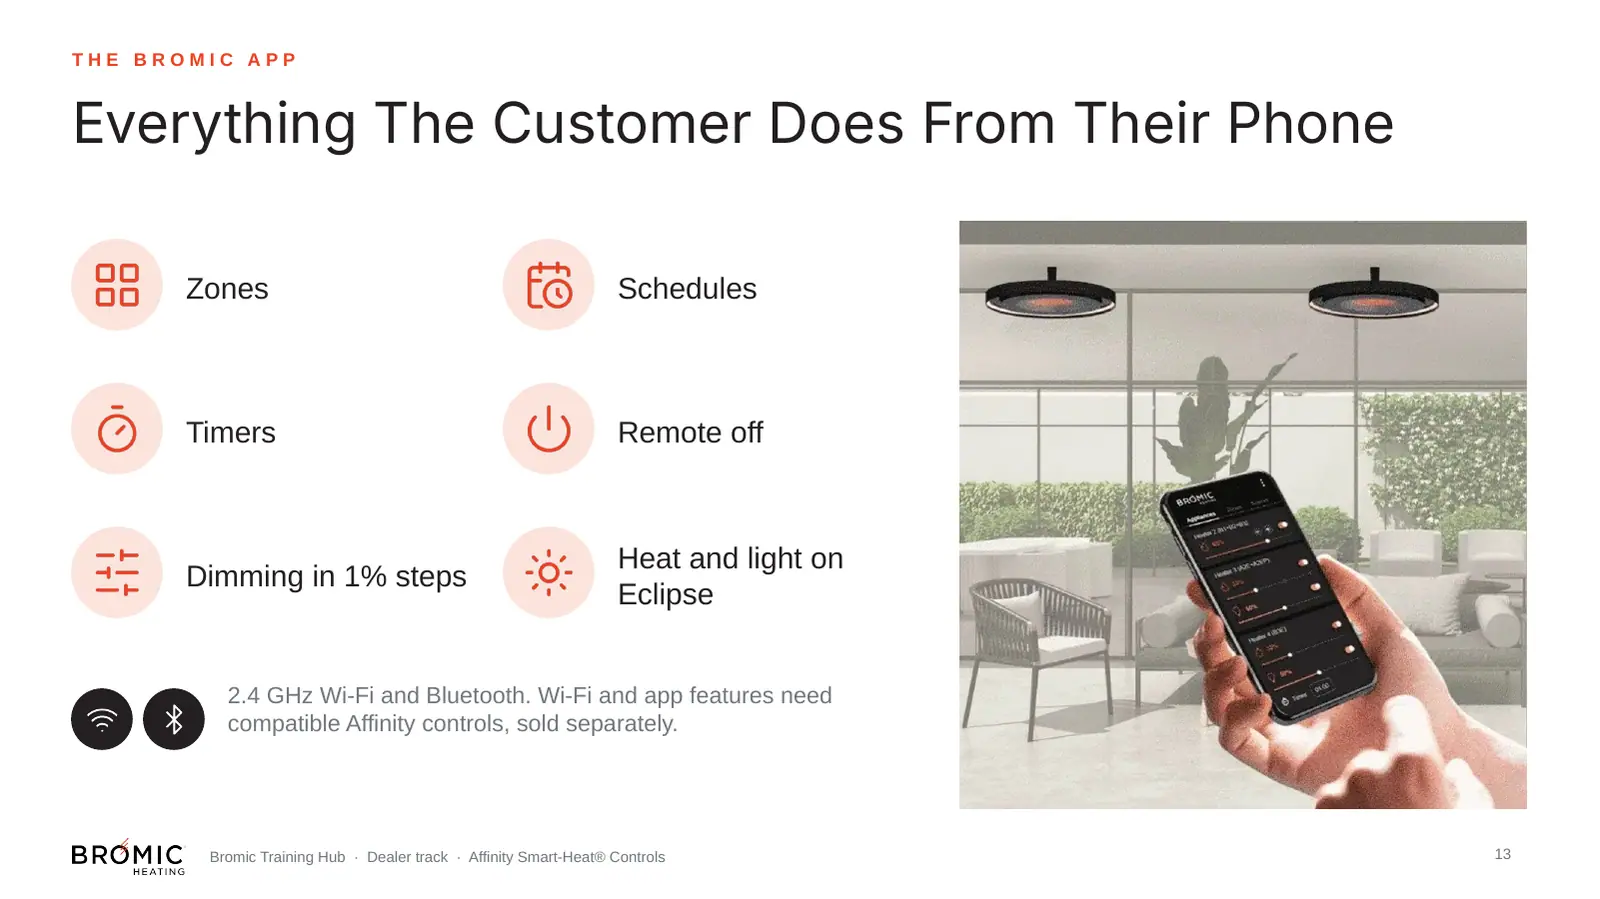 THE BROMIC APP
Everything The Customer Does From Their Phone
Zones
Schedules
Timers
Remote off
Dimming in 1% steps
Heat and light on
Eclipse
2.4 GHz Wi-Fi and Bluetooth. Wi-Fi and app features need
compatible Affinity controls, sold separately.
BROMIC
Appliances
BROMIC
HEATING
Bromic Training Hub · Dealer track · Affinity Smart-Heat® Controls
13